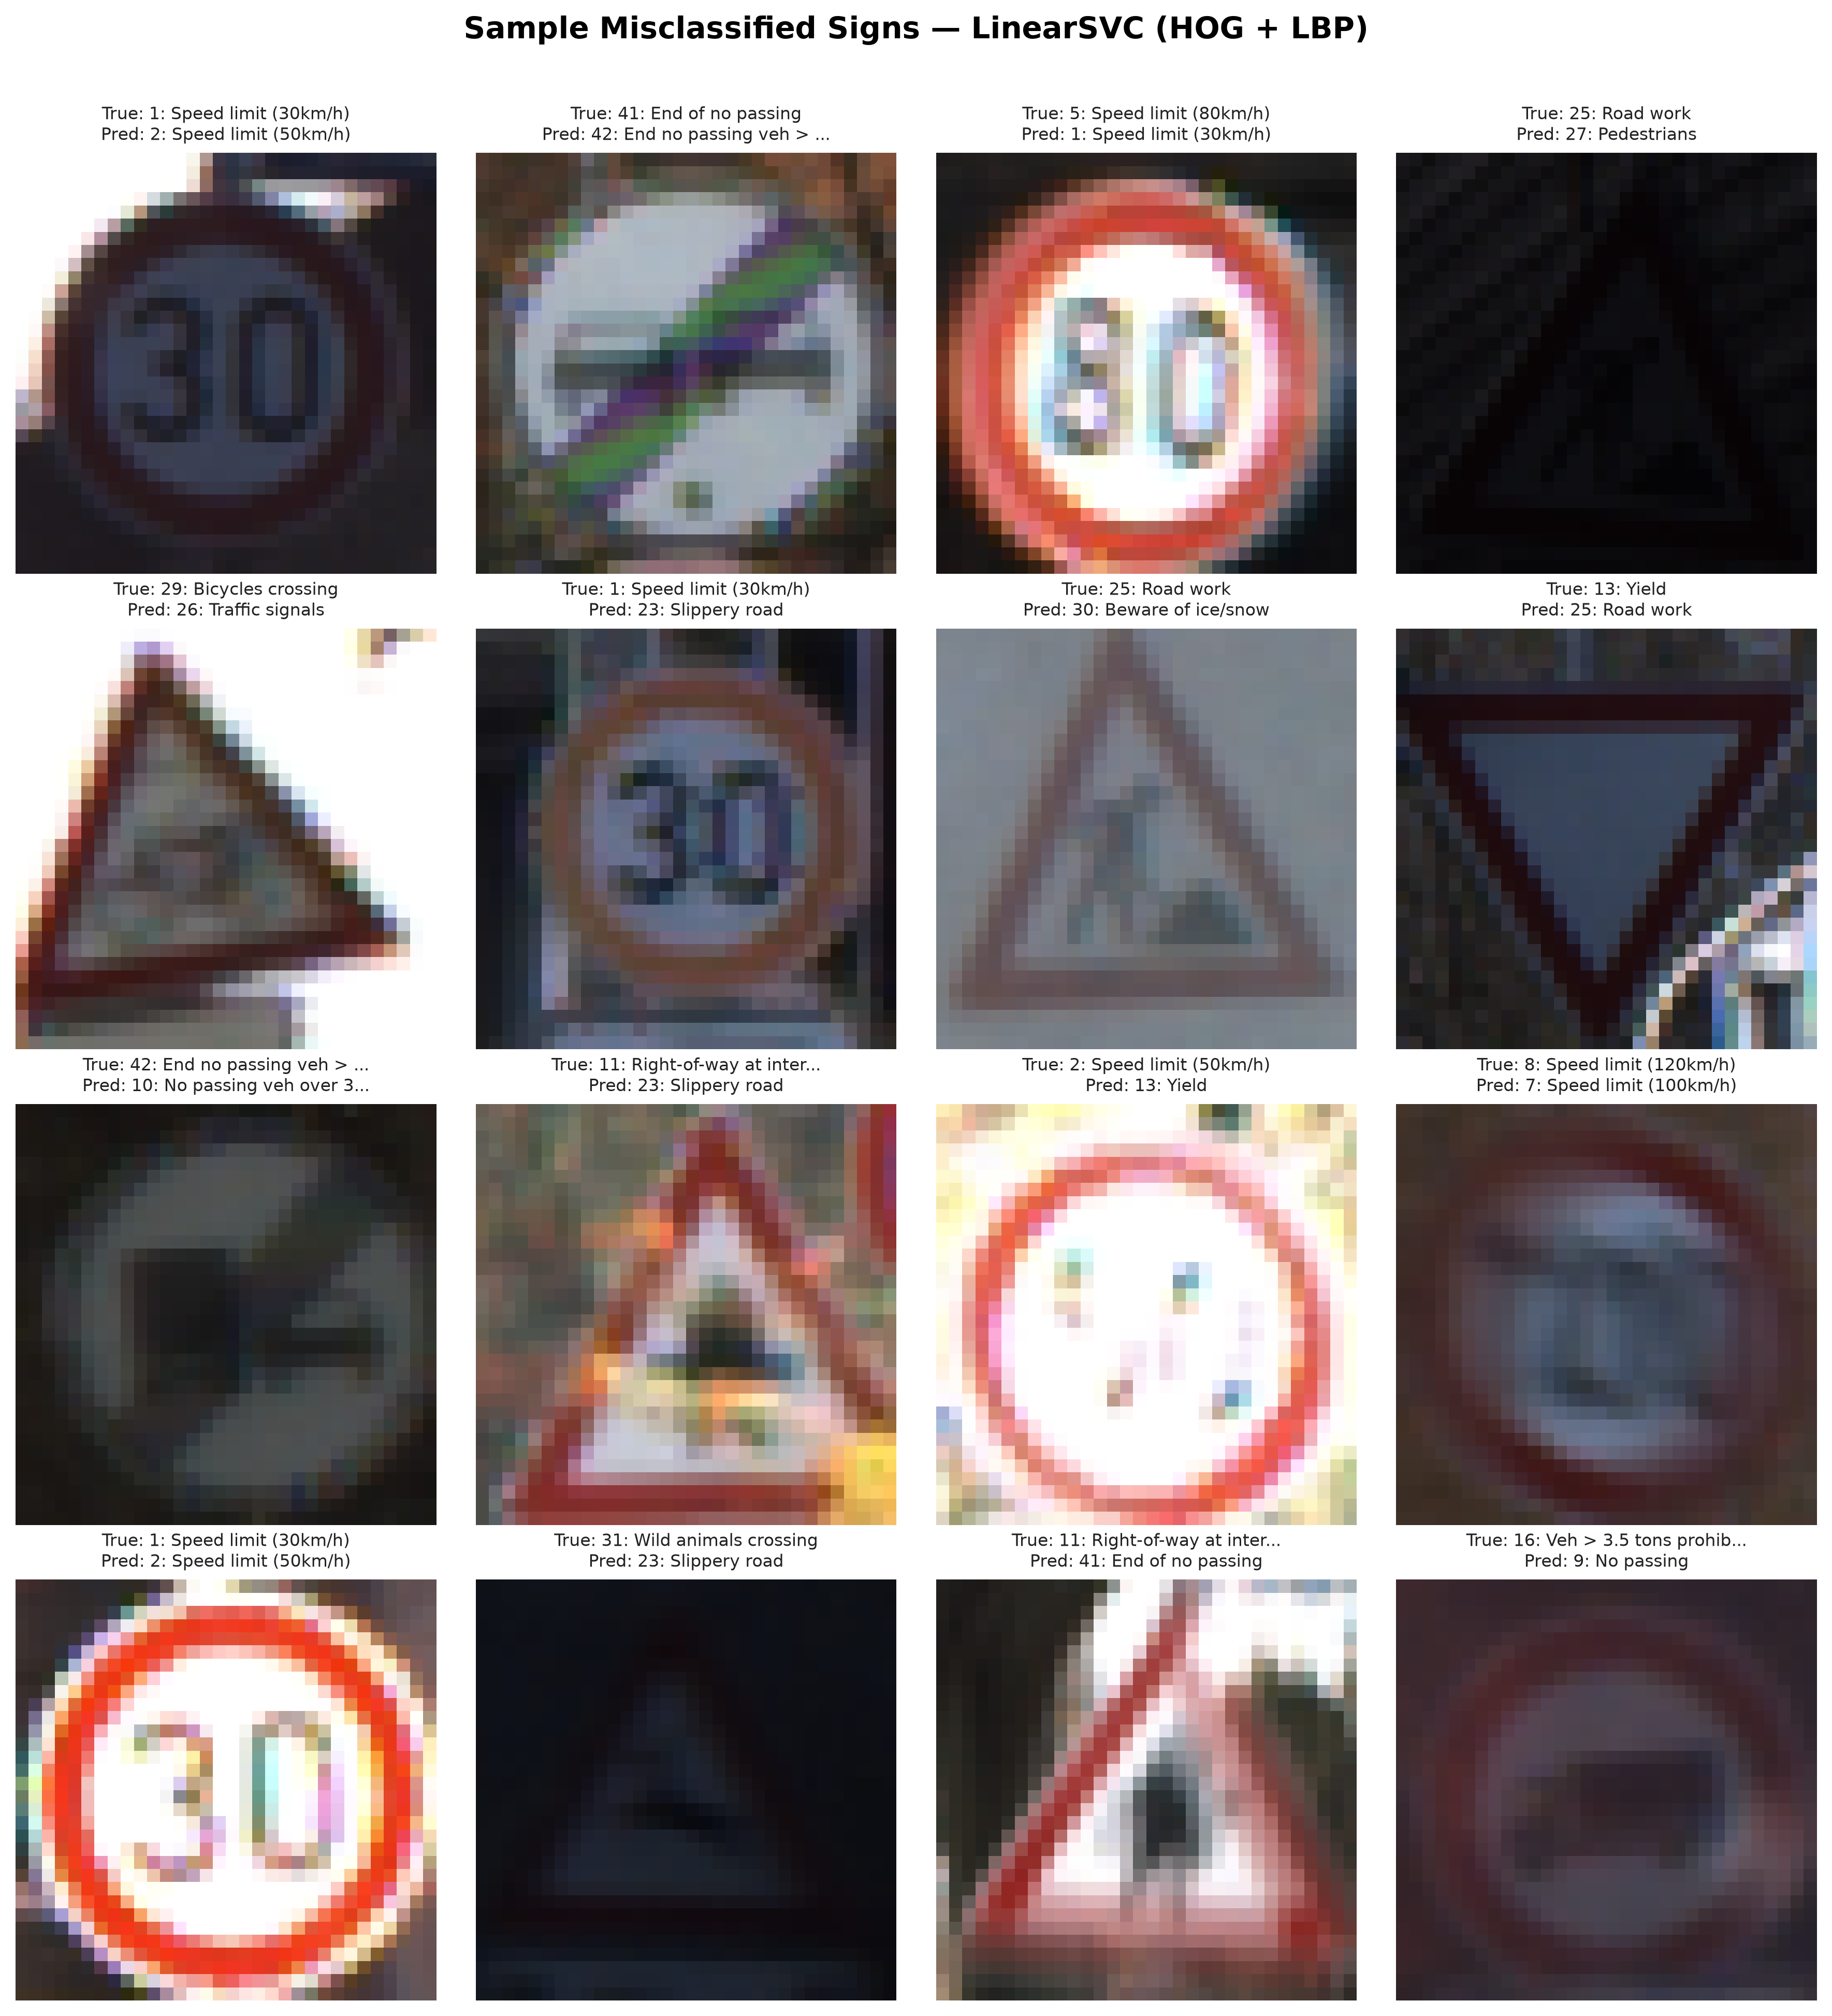 Sample Misclassified Signs — LinearSVC (HOG + LBP)
True: 1: Speed limit (30km/h)
Pred: 2: Speed limit (50km/h)
True: 41: End of no passing
Pred: 42: End no passing veh > ...
True: 5: Speed limit (80km/h)
Pred: 1: Speed limit (30km/h)
True: 25: Road work
Pred: 27: Pedestrians
30
80
True: 29: Bicycles crossing
Pred: 26: Traffic signals
True: 1: Speed limit (30km/h)
Pred: 23: Slippery road
True: 25: Road work
Pred: 30: Beware of ice/snow
True: 13: Yield
Pred: 25: Road work
30
True: 42: End no passing veh > ...
Pred: 10: No passing veh over 3...
True: 11: Right-of-way at inter...
Pred: 23: Slippery road
True: 2: Speed limit (50km/h)
Pred: 13: Yield
True: 8: Speed limit (120km/h)
Pred: 7: Speed limit (100km/h)
True: 1: Speed limit (30km/h)
Pred: 2: Speed limit (50km/h)
True: 31: Wild animals crossing
Pred: 23: Slippery road
True: 11: Right-of-way at inter...
Pred: 41: End of no passing
True: 16: Veh > 3.5 tons prohib...
Pred: 9: No passing
30